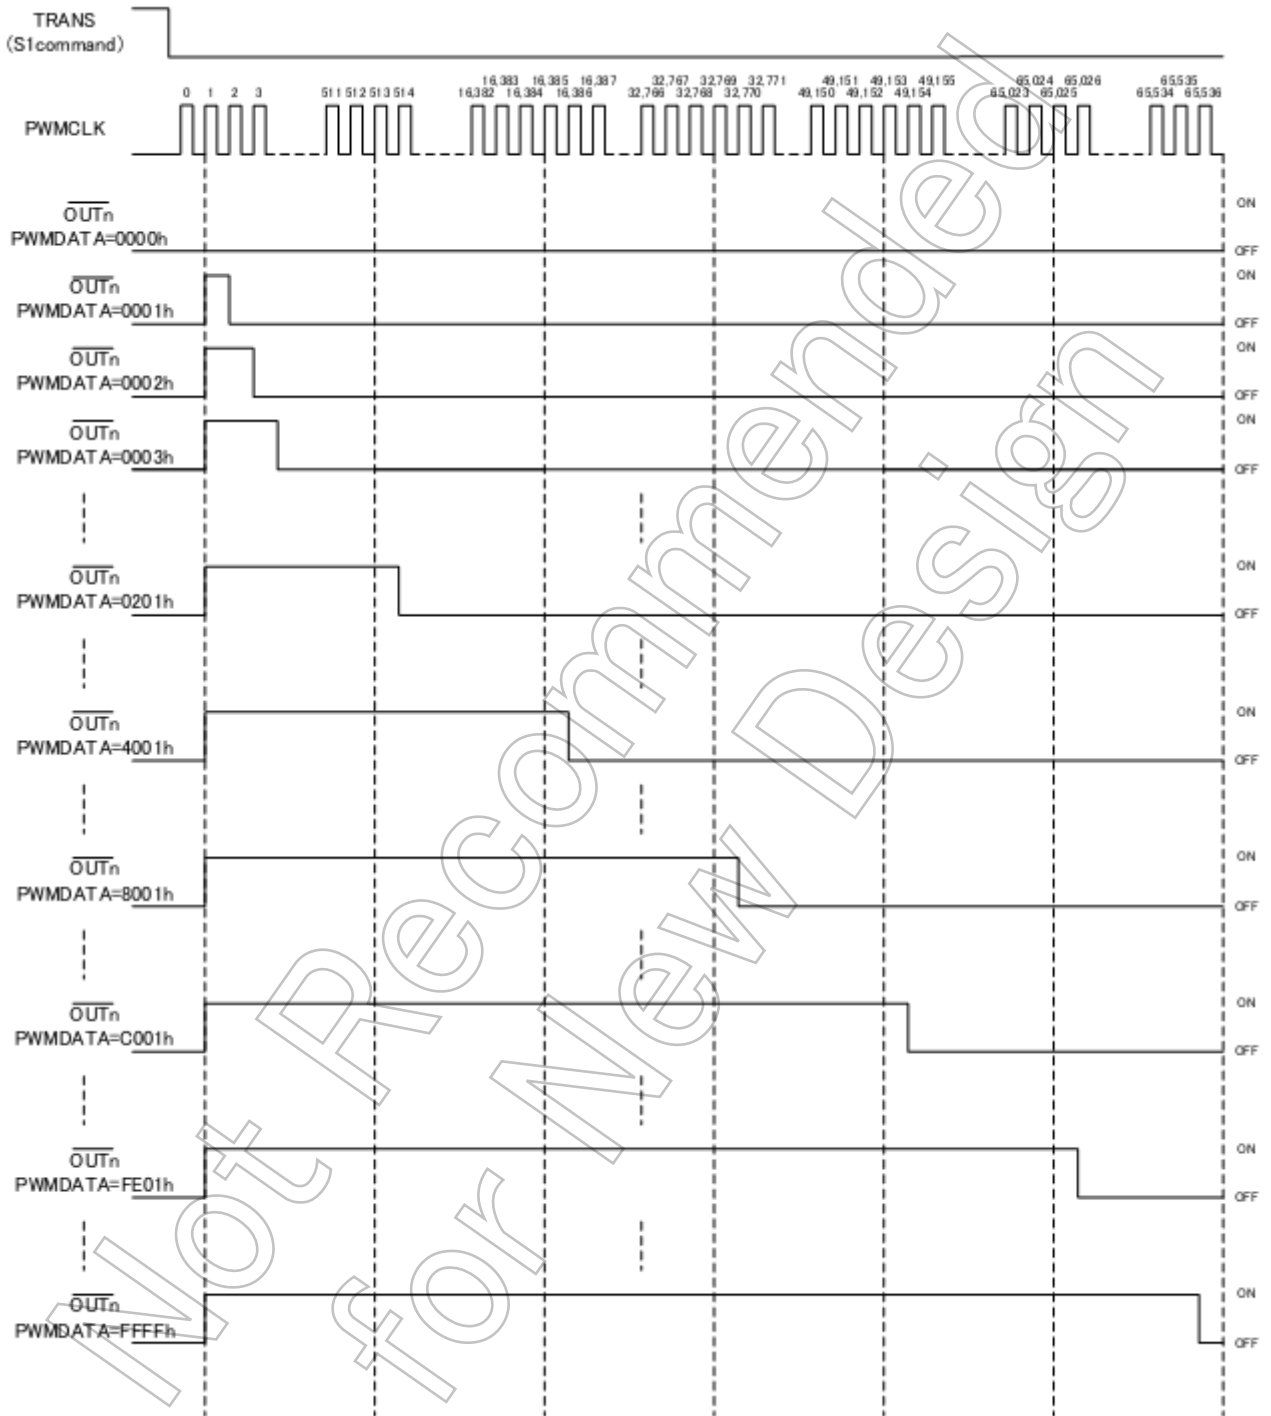 TRANS
(S1command)
16,383 16,385 16,387 32,767 32,769 32,771 49,151 49,153 49,155 65,024 65,026 65,535
0 1 2 3 511 512 513 514 16,382 16,384 16,386 32,766 32,768 32,770 49,150 49,152 49,154 65,023 65,025 65,534 65,536
PWMCLK
OUTn ON
PWMDATA=0000h OFF
OUTn ON
PWMDATA=0001h OFF
OUTn ON
PWMDATA=0002h OFF
OUTn ON
PWMDATA=0003h OFF
OUTn ON
PWMDATA=0201h OFF
OUTn ON
PWMDATA=4001h OFF
OUTn ON
PWMDATA=8001h OFF
OUTn ON
PWMDATA=C001h OFF
OUTn ON
PWMDATA=FE01h OFF
OUTn ON
PWMDATA=FFFFh OFF
Not Recommended
for New Design